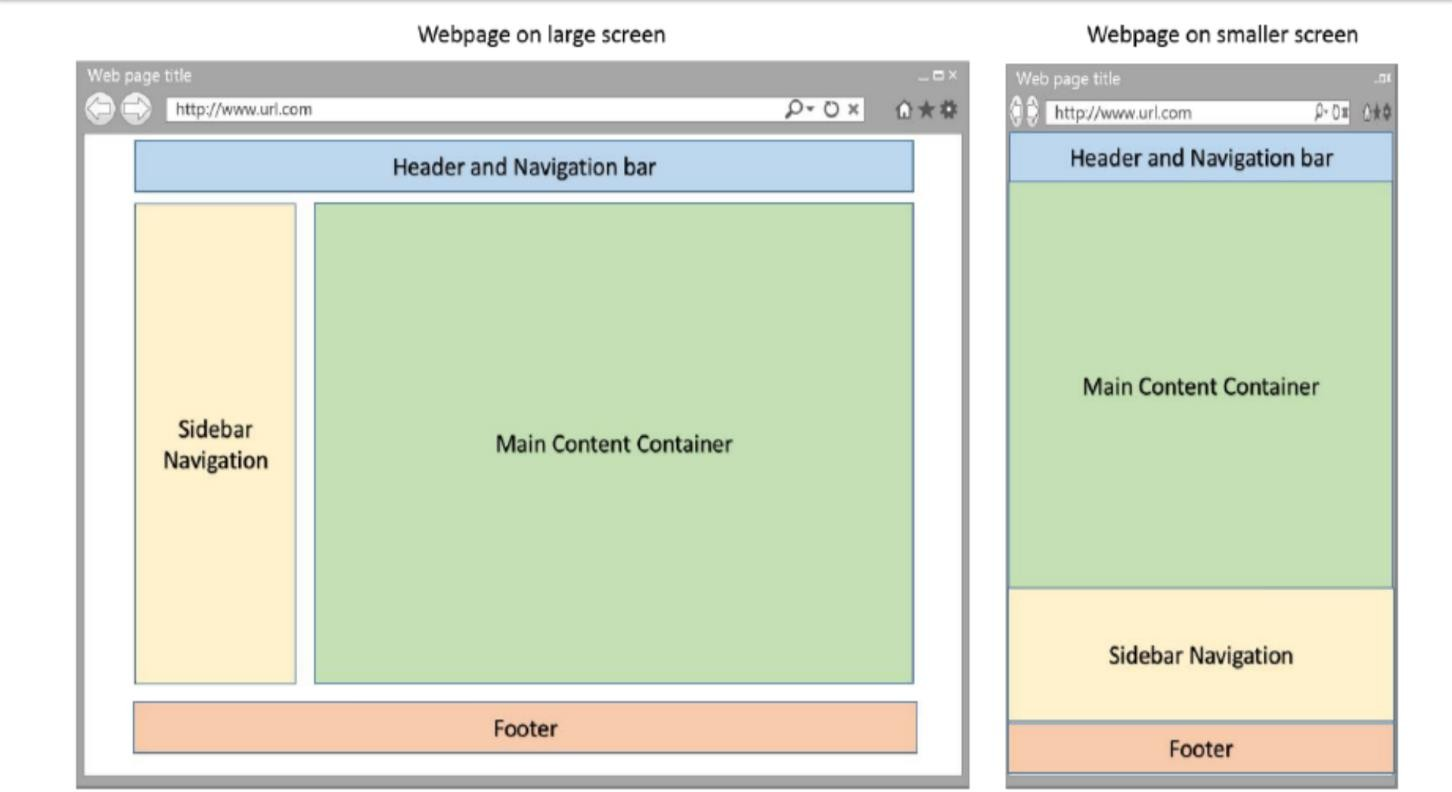 Webpage on large screen
Web page title
http://www.url.com
Header and Navigation bar
Sidebar
Navigation
Main Content Container
Footer
Webpage on smaller screen
Web page title
http://www.url.com
Header and Navigation bar
Main Content Container
Sidebar Navigation
Footer